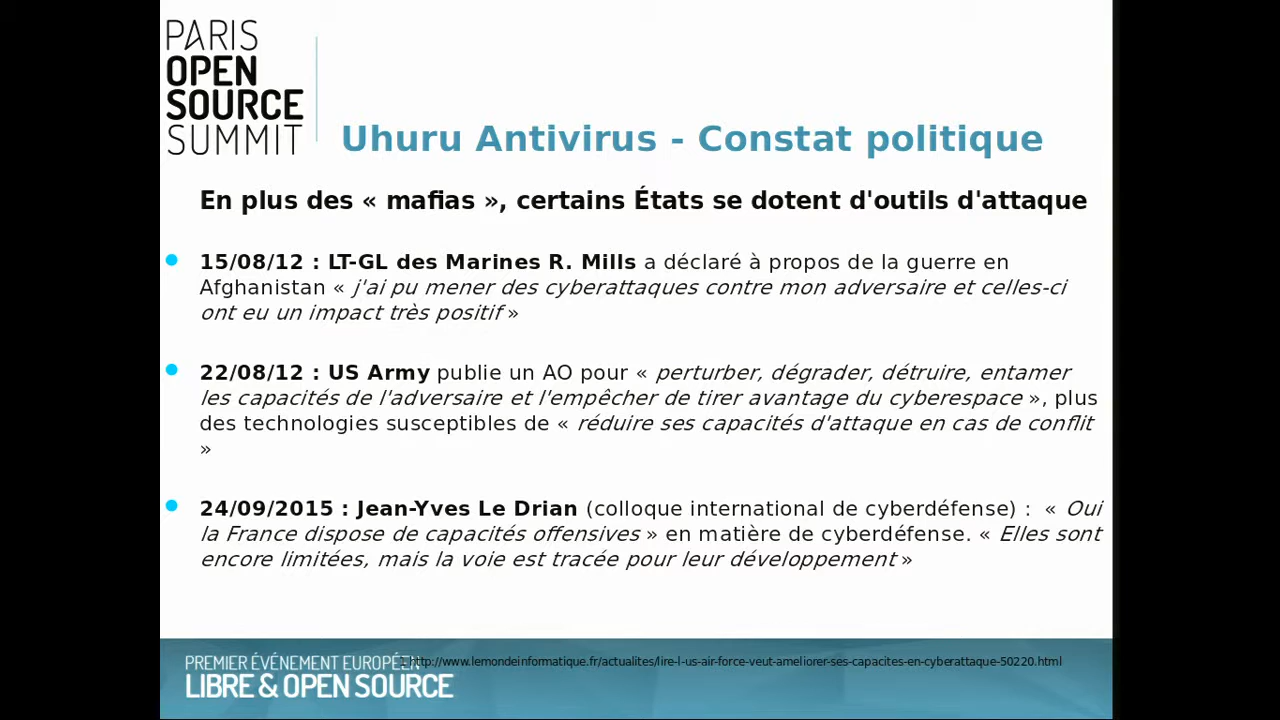 PARIS
OPEN
SOURCE
SUMMIT
Uhuru Antivirus - Constat politique
En plus des « mafias », certains États se dotent d'outils d'attaque
15/08/12 : LT-GL des Marines R. Mills a déclaré à propos de la guerre en
Afghanistan « j'ai pu mener des cyberattaques contre mon adversaire et celles-ci
ont eu un impact très positif »
22/08/12 : US Army publie un AO pour « perturber, dégrader, détruire, entamer
les capacités de l'adversaire et l'empêcher de tirer avantage du cyberespace », plus
des technologies susceptibles de « réduire ses capacités d'attaque en cas de conflit
»
24/09/2015 : Jean-Yves Le Drian (colloque international de cyberdéfense) : « Oui
la France dispose de capacités offensives » en matière de cyberdéfense. « Elles sont
encore limitées, mais la voie est tracée pour leur développement »
PREMIER ÉVÉNEMENT EUROPÉEN
http://www.lemondeinformatique.fr/actualites/lire-l-us-air-force-veut-ameliorer-ses-capacites-en-cyberattaque-50220.html
LIBRE & OPEN SOURCE